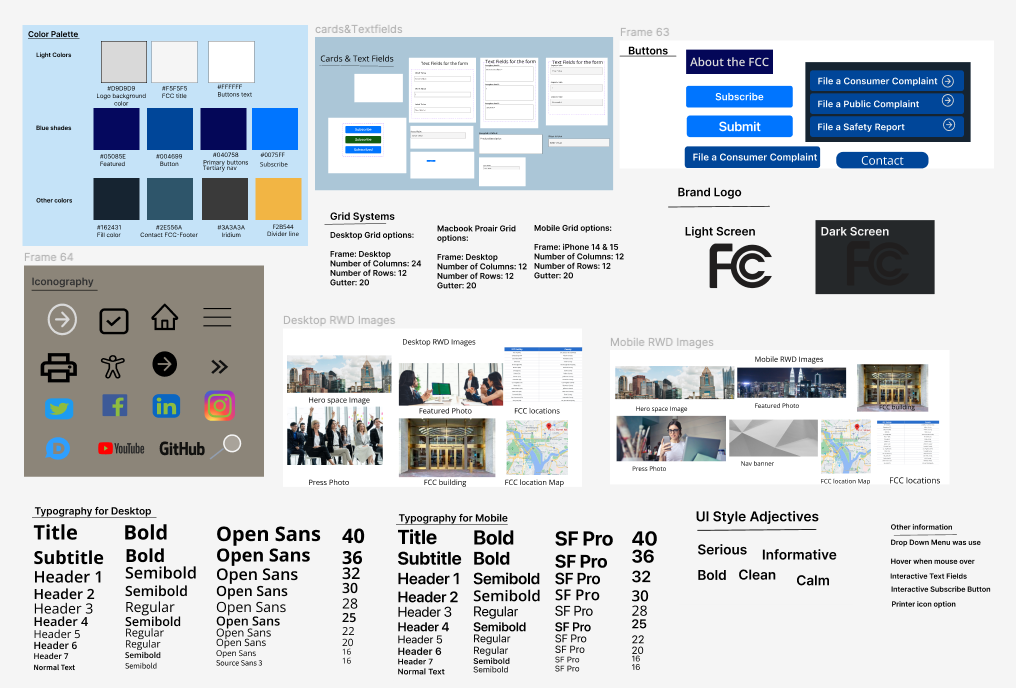 Color Palette
Light Colors
#D9D9D9
Logo background
color
#F5F5F5
FCC title
#FFFFFF
Buttons text
Blue shades
#05085E
Featured
#004699
Button
#040758
Primary buttons
Tertiary nav
#0075FF
Subscribe
Other colors
#162431
Fill color
#2E556A
Contact FCC-Footer
#3A3A3A
Iridium
F2B544
Divider line
cards&Textfields
Cards & Text Fields
Text Fields for the form
Text Fields for the form
Text Fields for the form
Subscribe
Subscribe
Subscribed
Frame 63
Buttons
About the FCC
Subscribe
Submit
File a Consumer Complaint
File a Consumer Complaint
File a Public Complaint
File a Safety Report
Contact
Grid Systems
Desktop Grid options:
Frame: Desktop
Number of Columns: 24
Number of Rows: 12
Gutter: 20
Macbook Proair Grid
options:
Frame: Desktop
Number of Columns: 12
Number of Rows: 12
Gutter: 20
Mobile Grid options:
Frame: iPhone 14 & 15
Number of Columns: 12
Number of Rows: 12
Gutter: 20
Brand Logo
Light Screen
FCC
Dark Screen
FCC
Frame 64
Iconography
YouTube
GitHub
Desktop RWD Images
Desktop RWD Images
Hero space Image
Featured Photo
FCC locations
Press Photo
FCC building
FCC location Map
Mobile RWD Images
Mobile RWD Images
Hero space Image
Featured Photo
FCC building
Press Photo
Nav banner
FCC location Map
FCC locations
Typography for Desktop
Title Bold Open Sans 40
Subtitle Bold Open Sans 36
Header 1 Semibold Open Sans 32
Header 2 Semibold Open Sans 30
Header 3 Regular Open Sans 28
Header 4 Semibold Open Sans 25
Header 5 Regular Open Sans 22
Header 6 Regular Open Sans 20
Header 7 Semibold Open Sans 16
Normal Text Semibold Source Sans 3 16
Typography for Mobile
Title Bold SF Pro 40
Subtitle Bold SF Pro 36
Header 1 Semibold SF Pro 32
Header 2 Semibold SF Pro 30
Header 3 Regular SF Pro 28
Header 4 Semibold SF Pro 25
Header 5 Regular SF Pro 22
Header 6 Regular SF Pro 20
Header 7 Semibold SF Pro 16
Normal Text Semibold SF Pro 16
UI Style Adjectives
Serious
Informative
Bold
Clean
Calm
Other information
Drop Down Menu was use
Hover when mouse over
Interactive Text Fields
Interactive Subscribe Button
Printer icon option